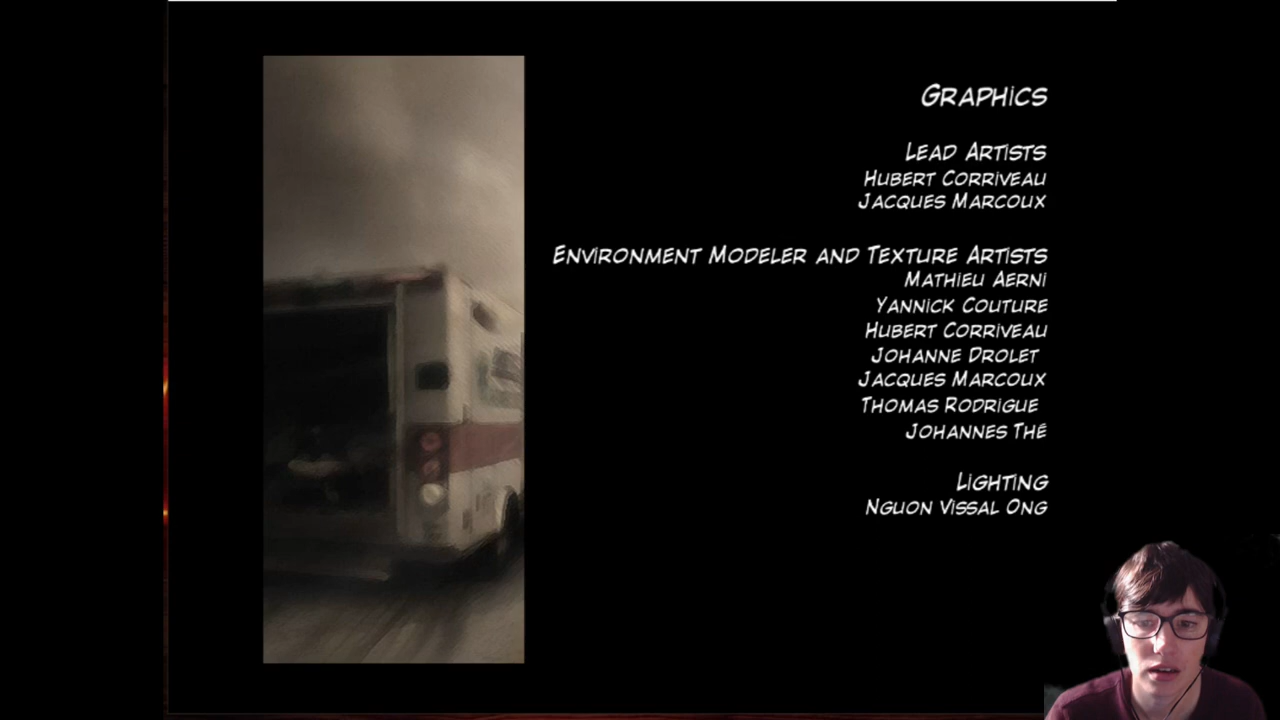 Graphics
Lead Artists
Hubert Corriveau
Jacques Marcoux
Environment Modeler and Texture Artists
Mathieu Aerni
Yannick Couture
Hubert Corriveau
Johanne Drolet
Jacques Marcoux
Thomas Rodrigue
Johannes Thé
Lighting
Nguon Vissal Ong